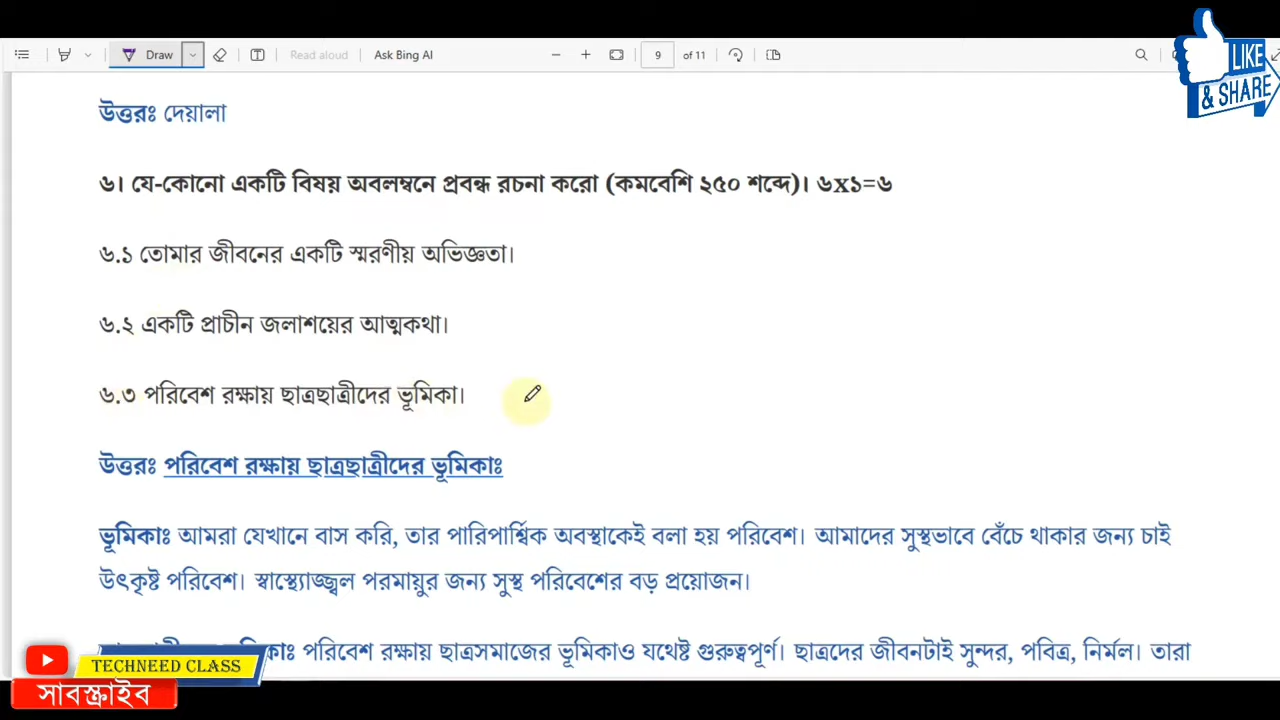 Draw
Read aloud
Ask Bing AI
9
of 11
LIKE
& SHARE
উত্তরঃ দেয়ালা
৬। যে-কোনো একটি বিষয় অবলম্বনে প্রবন্ধ রচনা করো (কমবেশি ২৫০ শব্দে)। ৬x১=৬
৬.১ তোমার জীবনের একটি স্মরণীয় অভিজ্ঞতা।
৬.২ একটি প্রাচীন জলাশয়ের আত্মকথা।
৬.৩ পরিবেশ রক্ষায় ছাত্রছাত্রীদের ভূমিকা।
উত্তরঃ পরিবেশ রক্ষায় ছাত্রছাত্রীদের ভূমিকাঃ
ভূমিকাঃ আমরা যেখানে বাস করি, তার পারিপার্শ্বিক অবস্থাকেই বলা হয় পরিবেশ। আমাদের সুস্থভাবে বেঁচে থাকার জন্য চাই
উৎকৃষ্ট পরিবেশ। স্বাস্থ্যোজ্জ্বল পরমায়ুর জন্য সুস্থ পরিবেশের বড় প্রয়োজন।
পরিবেশ রক্ষায় ছাত্রসমাজের ভূমিকাও যথেষ্ট গুরুত্বপূর্ণ। ছাত্রদের জীবনটাই সুন্দর, পবিত্র, নির্মল। তারা
TECHNEED CLASS
সাবস্ক্রাইব